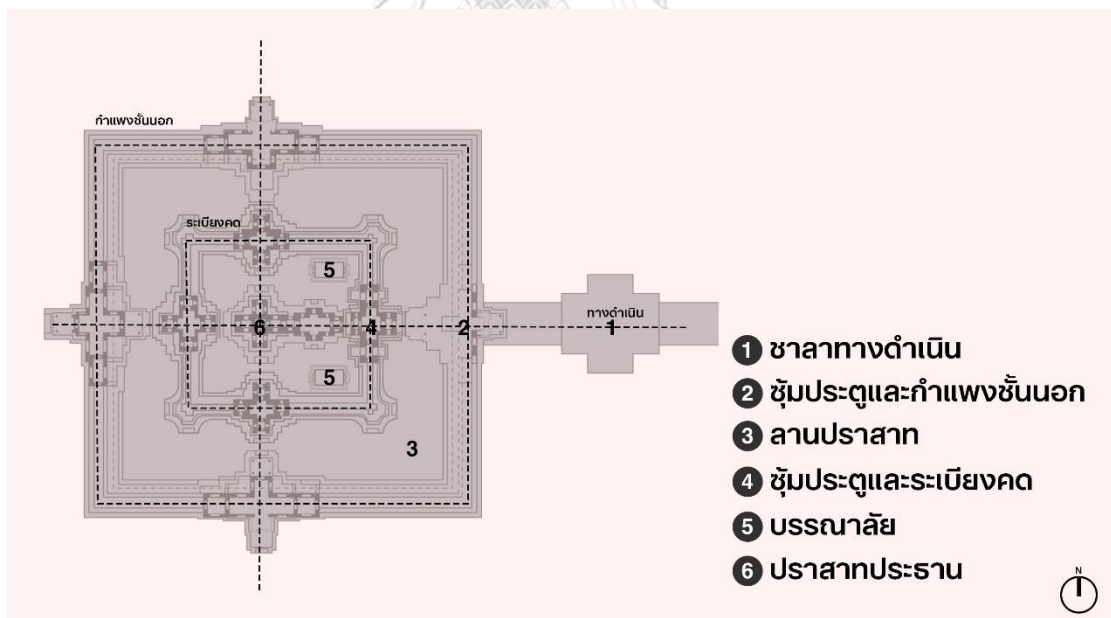 กำแพงชั้นนอก
ระเบียงคด
5
ทางดำเนิน
6
4
2
1
5
3
1 ชาลาทางดำเนิน
2 ซุ้มประตูและกำแพงชั้นนอก
3 ลานปราสาท
4 ซุ้มประตูและระเบียงคด
5 บรรณาลัย
6 ปราสาทประธาน
N